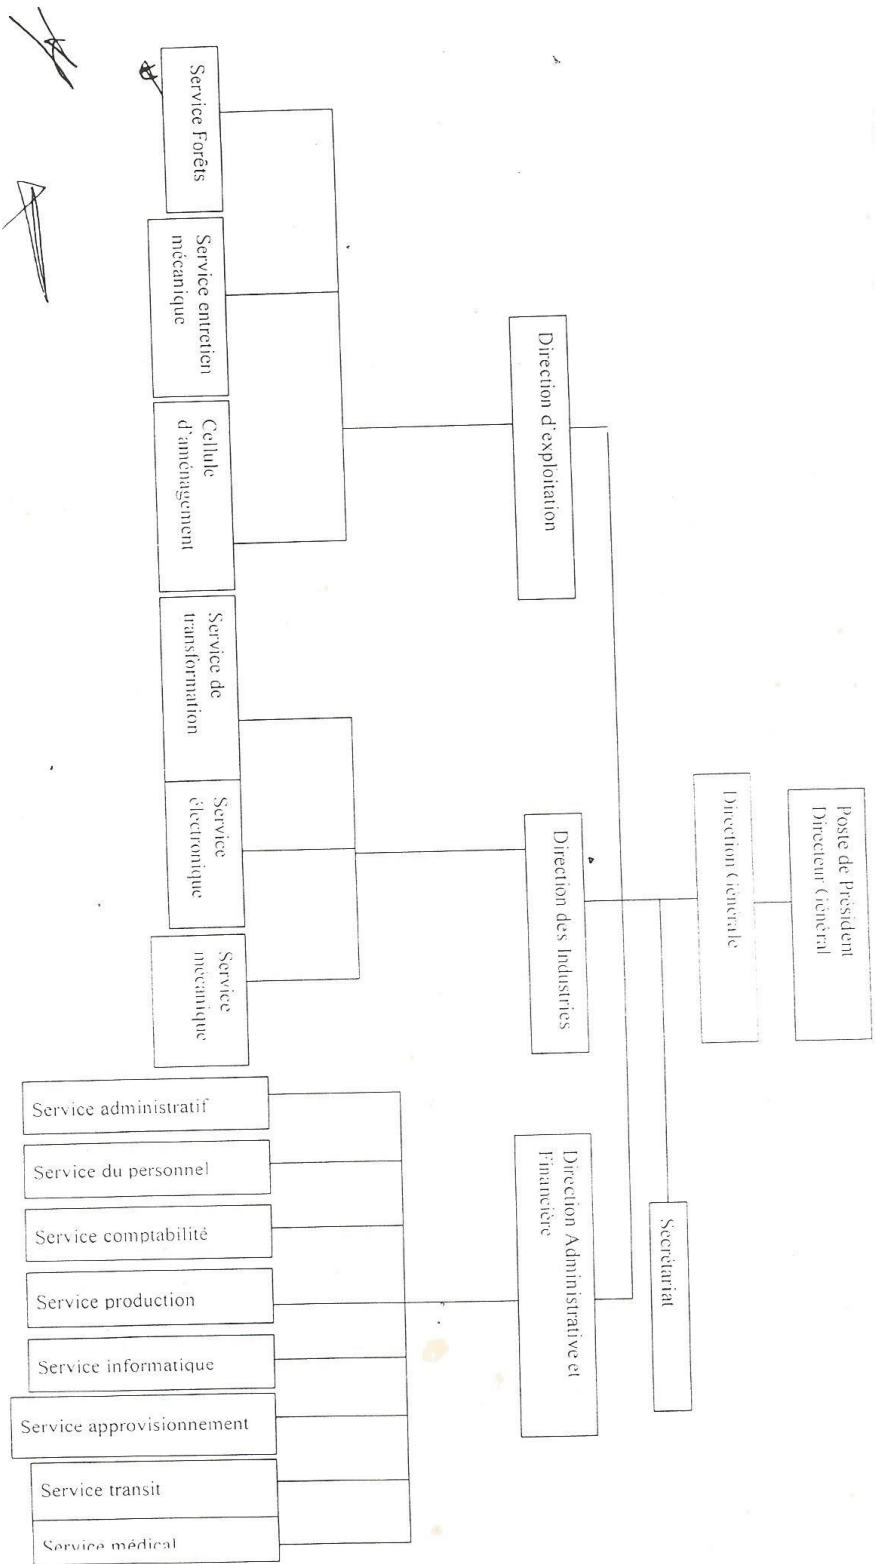 Poste de Président
Directeur Général
Direction Générale
Secrétariat
Direction d'exploitation
Direction des Industries
Direction Administrative et
Financière
Service Forêts
Service entretien
mécanique
Cellule
d'aménagement
Service de
transformation
Service
électronique
Service
mécanique
Service administratif
Service du personnel
Service comptabilité
Service production
Service informatique
Service approvisionnement
Service transit
Service médical